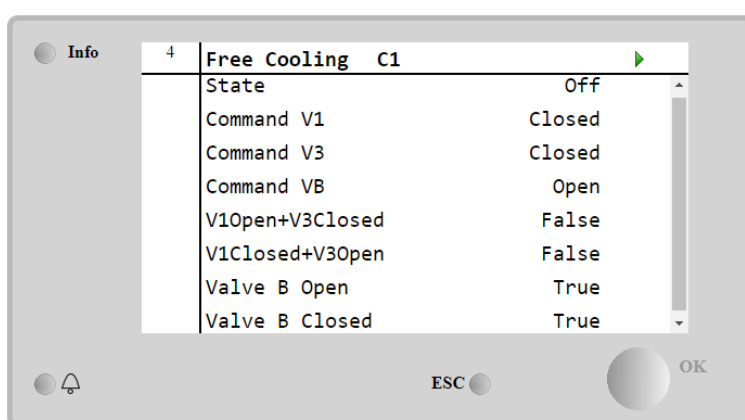 Info
4 Free Cooling C1
State Off
Command V1 Closed
Command V3 Closed
Command VB Open
V1Open+V3Closed False
V1Closed+V3Open False
Valve B Open True
Valve B Closed True
ESC OK